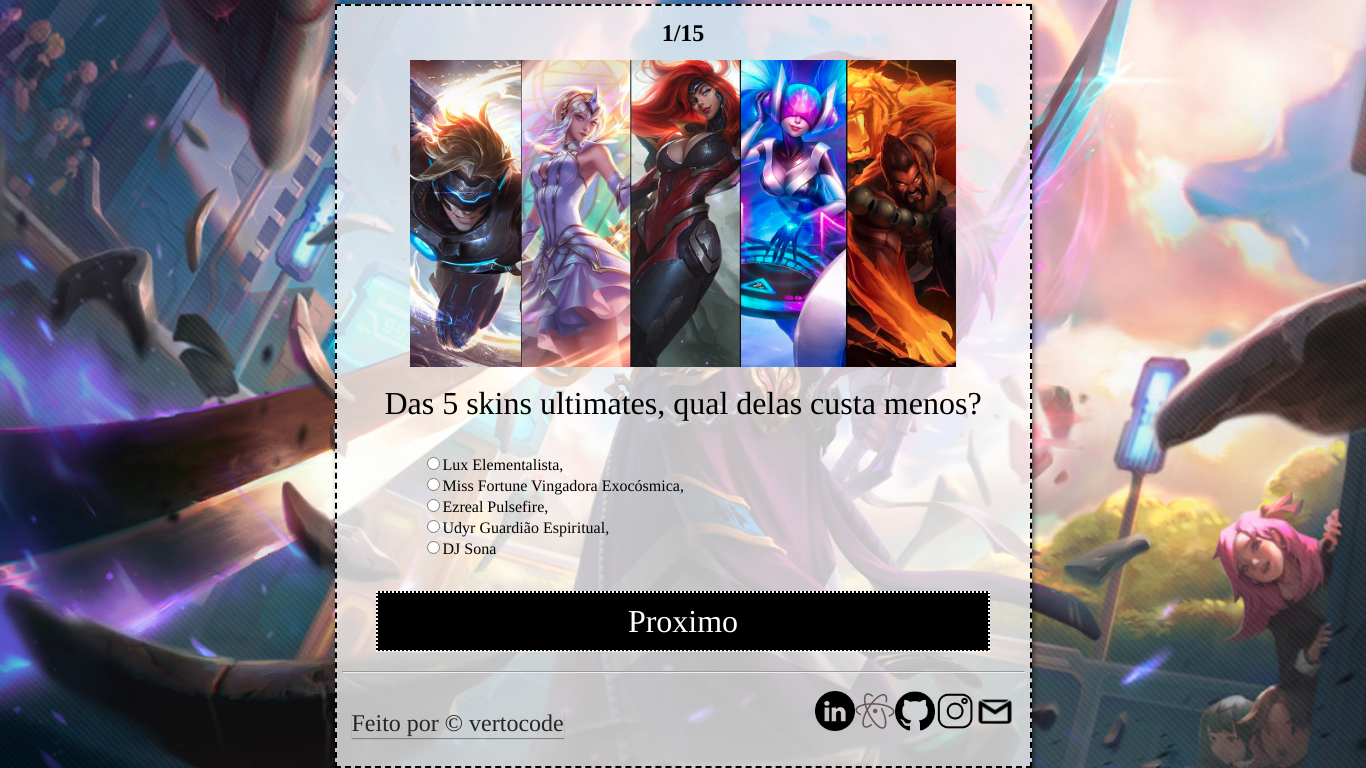 1/15
Das 5 skins ultimates, qual delas custa menos?
Lux Elementalista,
Miss Fortune Vingadora Exocósmica,
Ezreal Pulsefire,
Udyr Guardião Espiritual,
DJ Sona
Proximo
Feito por © vertocode
in